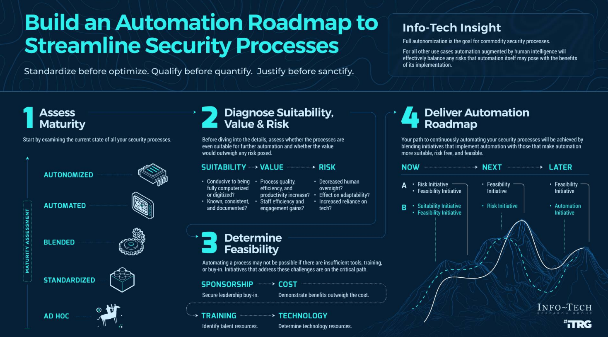 Build an Automation Roadmap to
Streamline Security Processes
Standardize before optimize. Qualify before quantify. Justify before sanctify.
Info-Tech Insight
Full autonomization is the goal for commodity security processes.
For all other use cases automation augmented by human intelligence will
effectively balance any risks that automation itself may pose with the benefits
of its implementation.
1 Assess
Maturity
Start by examining the current state of all your security processes.
MATURITY ASSESSMENT
AUTONOMIZED
AUTOMATED
BLENDED
STANDARDIZED
AD HOC
2 Diagnose Suitability,
Value & Risk
Before diving into the details, assess whether the processes are
even suitable for further automation and whether the value
would outweigh any risk posed.
SUITABILITY
• Conducive to being
fully computerized
or digitized?
• Known, consistent,
and documented?
VALUE
• Process quality,
efficiency, and
productivity increase?
• Staff efficiency and
engagement gains?
RISK
• Decreased human
oversight?
• Effect on adaptability?
• Increased reliance on
tech?
3 Determine
Feasibility
Automating a process may not be possible if there are insufficient tools, training,
or buy-in. Initiatives that address these challenges are on the critical path.
SPONSORSHIP
Secure leadership buy-in.
COST
Demonstrate benefits outweigh the cost.
TRAINING
Identify talent resources.
TECHNOLOGY
Determine technology resources.
4 Deliver Automation
Roadmap
Your path to continuously automating your security processes will be achieved by
blending initiatives that implement automation with those that make automation
more suitable, risk free, and feasible.
NOW
NEXT
LATER
A
• Risk Initiative
• Feasibility Initiative
• Feasibility
Initiative
• Feasibility
Initiative
B
• Suitability Initiative
• Feasibility Initiative
• Risk Initiative
• Automation
Initiative
INFO~TECH
RESEARCH GROUP
iTRG